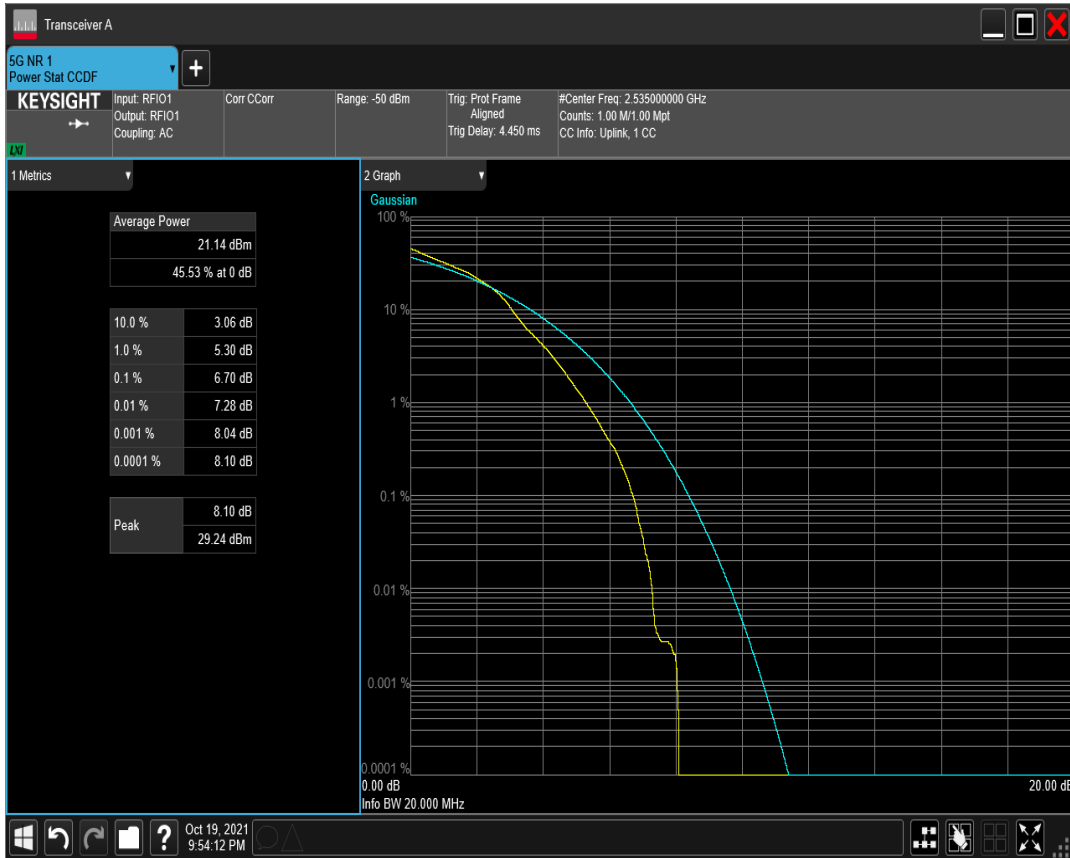 Transceiver A
5G NR 1
Power Stat CCDF
+
KEYSIGHT
LXI
Input: RFIO1
Output: RFIO1
Coupling: AC
Corr CCorr
Range: -50 dBm
Trig: Prot Frame
Aligned
Trig Delay: 4.450 ms
#Center Freq: 2.535000000 GHz
Counts: 1.00 M/1.00 Mpt
CC Info: Uplink, 1 CC
1 Metrics
Average Power
21.14 dBm
45.53 % at 0 dB
10.0 % 3.06 dB
1.0 % 5.30 dB
0.1 % 6.70 dB
0.01 % 7.28 dB
0.001 % 8.04 dB
0.0001 % 8.10 dB
Peak
8.10 dB
29.24 dBm
2 Graph
Gaussian
100 %
10 %
1 %
0.1 %
0.01 %
0.001 %
0.0001 %
0.00 dB 20.00 dB
Info BW 20.000 MHz
?
Oct 19, 2021
9:54:12 PM